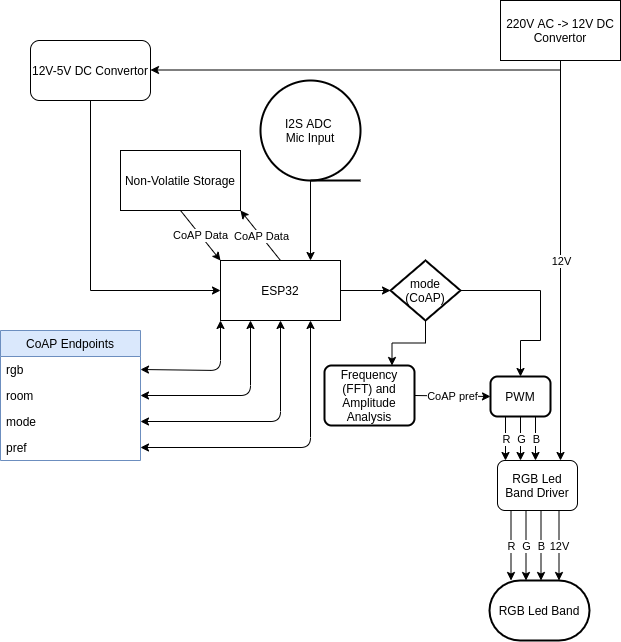 220V AC -> 12V DC
Convertor
12V-5V DC Convertor
I2S ADC
Mic Input
Non-Volatile Storage
CoAP Data
CoAP Data
12V
ESP32
mode
(CoAP)
CoAP Endpoints
rgb
room
mode
pref
Frequency
(FFT) and
Amplitude
Analysis
CoAP pref
PWM
R G B
RGB Led
Band Driver
R G B 12V
RGB Led Band